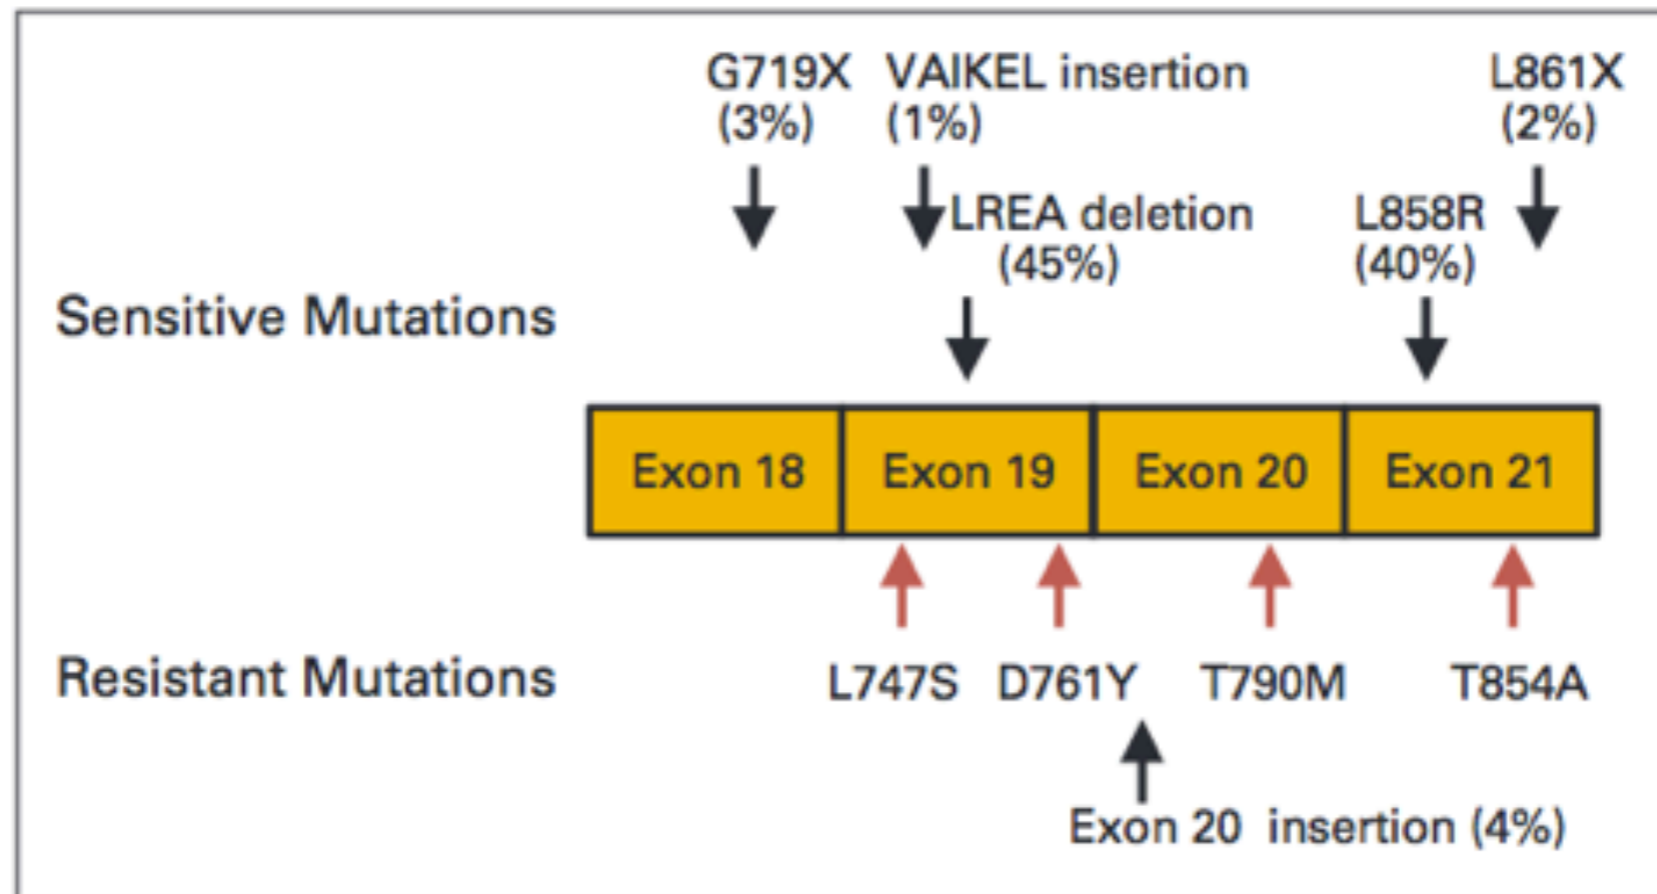 G719X VAIKEL insertion L861X
(3%) (1%) (2%)
LREA deletion L858R
(45%) (40%)
Sensitive Mutations
Exon 18 Exon 19 Exon 20 Exon 21
Resistant Mutations L747S D761Y T790M T854A
Exon 20 insertion (4%)